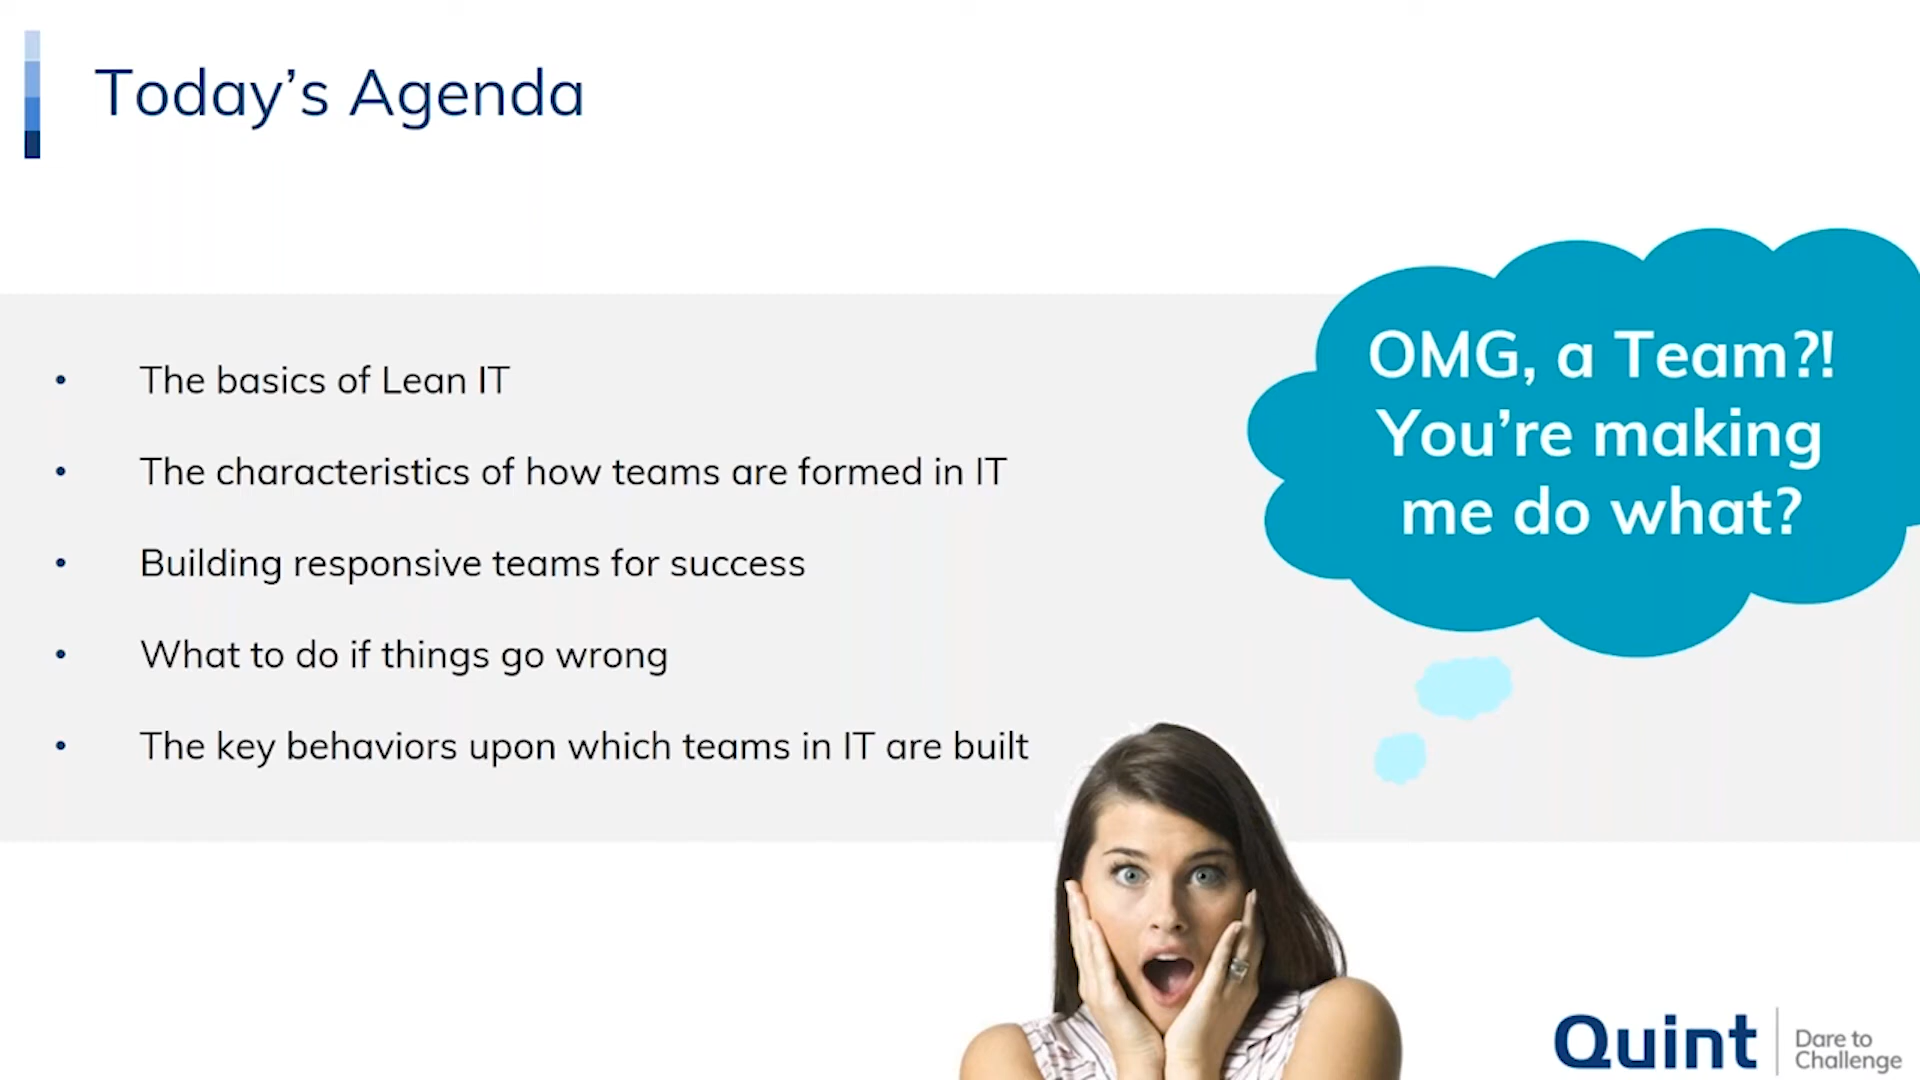 Today’s Agenda
• The basics of Lean IT
• The characteristics of how teams are formed in IT
• Building responsive teams for success
• What to do if things go wrong
• The key behaviors upon which teams in IT are built
OMG, a Team?!
You’re making
me do what?
Quint
Dare to
Challenge